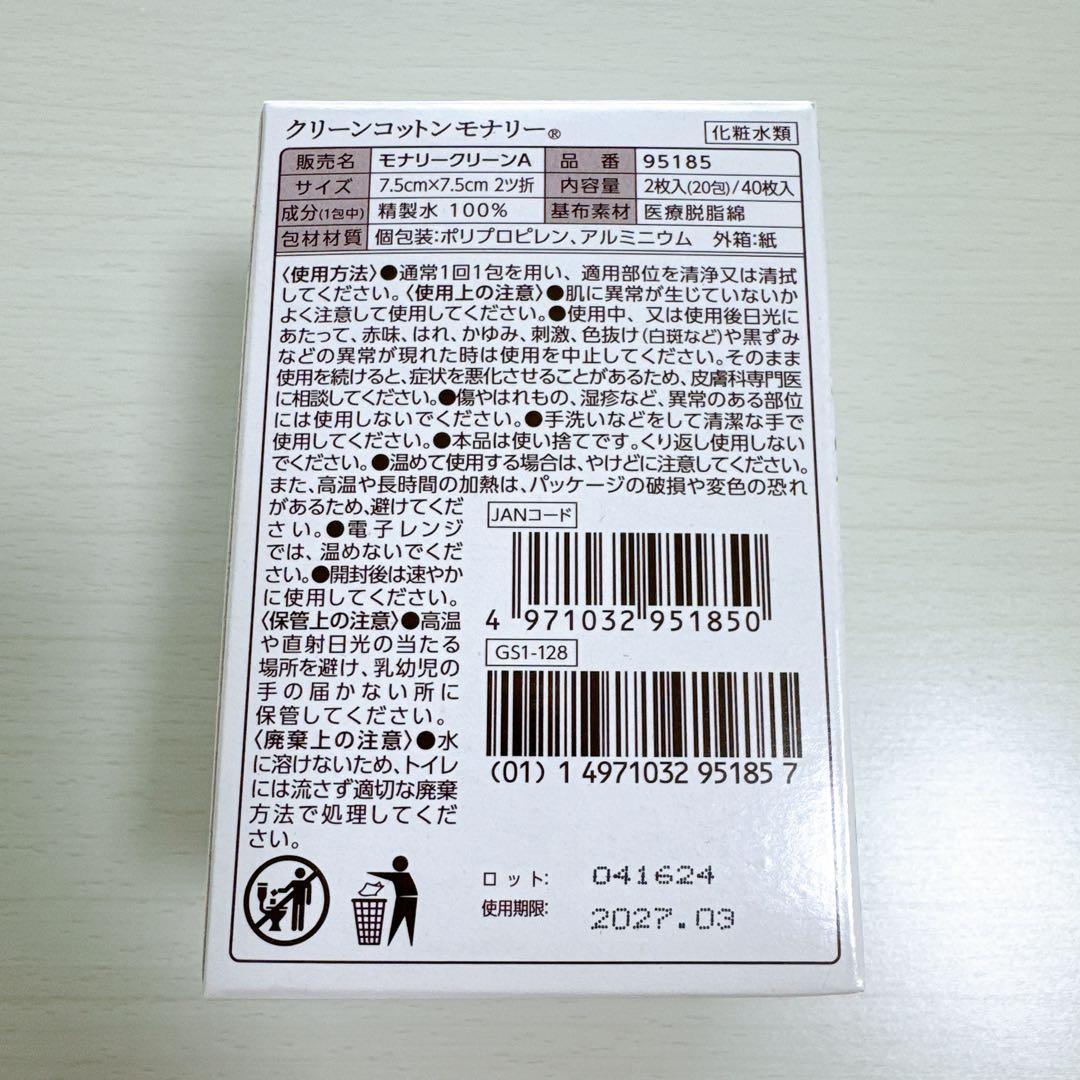 クリーンコットン モナリー®
化粧水類
販売名 モナリークリーンA 品番 95185
サイズ 7.5cm×7.5cm 2ツ折 内容量 2枚入(20包)/40枚入
成分(1包中) 精製水 100% 基布素材 医療脱脂綿
包材材質 個包装:ポリプロピレン、アルミニウム 外箱:紙
〈使用方法〉●通常1回1包を用い、適用部位を清浄又は清拭
してください。〈使用上の注意〉●肌に異常が生じていないか
よく注意して使用してください。●使用中、又は使用後日光に
あたって、赤味、はれ、かゆみ、刺激、色抜け(白斑など)や黒ずみ
などの異常が現れた時は使用を中止してください。そのまま
使用を続けると、症状を悪化させることがあるため、皮膚科専門医
に相談してください。●傷やはれもの、湿疹など、異常のある部位
には使用しないでください。●手洗いなどをして清潔な手で
使用してください。●本品は使い捨てです。くり返し使用しない
でください。●温めて使用する場合は、やけどに注意してください。
また、高温や長時間の加熱は、パッケージの破損や変色の恐れ
があるため、避けてくだ
さい。●電子レンジ
では、温めないでくだ
さい。●開封後は速やか
に使用してください。
〈保管上の注意〉●高温
や直射日光の当たる
場所を避け、乳幼児の
手の届かない所に
保管してください。
〈廃棄上の注意〉●水
に溶けないため、トイレ
には流さず適切な廃棄
方法で処理してくだ
さい。
JANコード
4 971032 951850
GS1-128
(01) 1 4971032 95185 7
ロット: 041624
使用期限: 2027.03